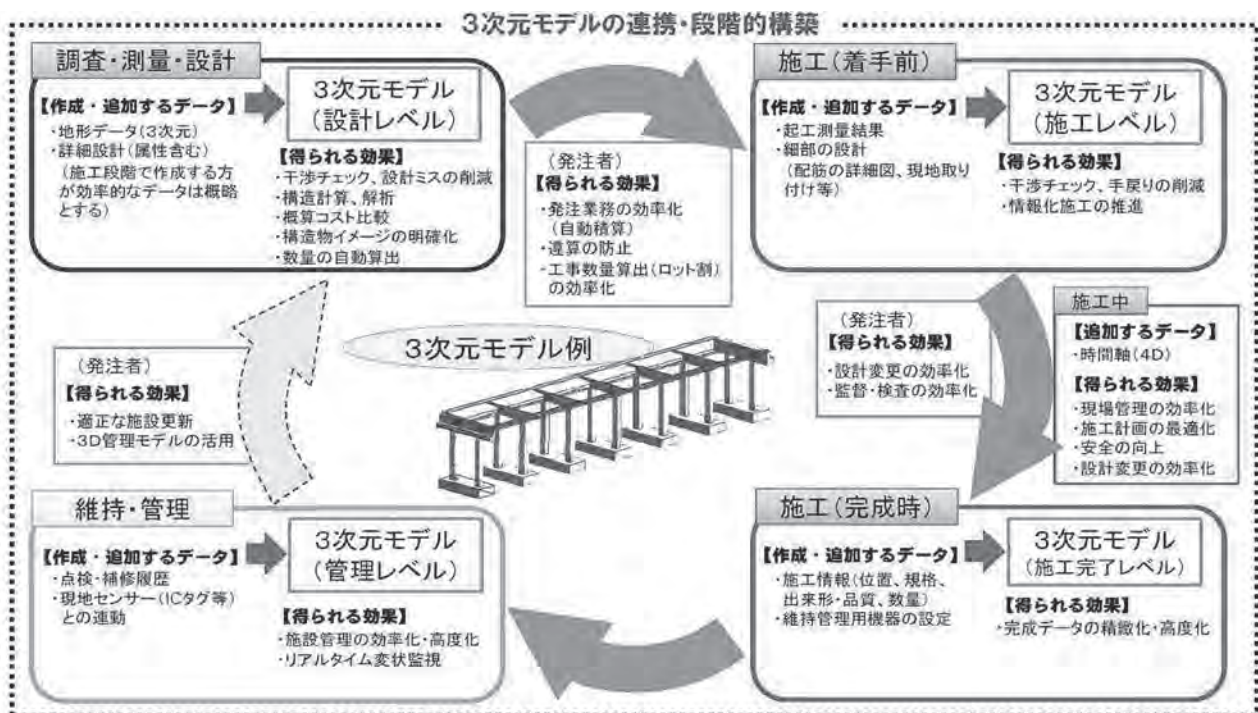 3次元モデルの連携・段階的構築
調査・測量・設計
【作成・追加するデータ】
・地形データ(3次元)
・詳細設計(属性含む)
(施工段階で作成する方
が効率的なデータは概略
とする)
3次元モデル
(設計レベル)
【得られる効果】
・干渉チェック、設計ミスの削減
・構造計算、解析
・概算コスト比較
・構造物イメージの明確化
・数量の自動算出
(発注者)
【得られる効果】
・発注業務の効率化
(自動積算)
・違算の防止
・工事数量算出(ロット割)
の効率化
施工(着手前)
【作成・追加するデータ】
・起工測量結果
・細部の設計
(配筋の詳細図、現地取り
付け等)
3次元モデル
(施工レベル)
【得られる効果】
・干渉チェック、手戻りの削減
・情報化施工の推進
(発注者)
【得られる効果】
・設計変更の効率化
・監督・検査の効率化
施工中
【追加するデータ】
・時間軸(4D)
【得られる効果】
・現場管理の効率化
・施工計画の最適化
・安全の向上
・設計変更の効率化
3次元モデル例
(発注者)
【得られる効果】
・適正な施設更新
・3D管理モデルの活用
維持・管理
【作成・追加するデータ】
・点検・補修履歴
・現地センサー(ICタグ等)
との連動
3次元モデル
(管理レベル)
【得られる効果】
・施設管理の効率化・高度化
・リアルタイム変状監視
施工(完成時)
【作成・追加するデータ】
・施工情報(位置、規格、
出来形・品質、数量)
・維持管理用機器の設定
3次元モデル
(施工完了レベル)
【得られる効果】
・完成データの精緻化・高度化